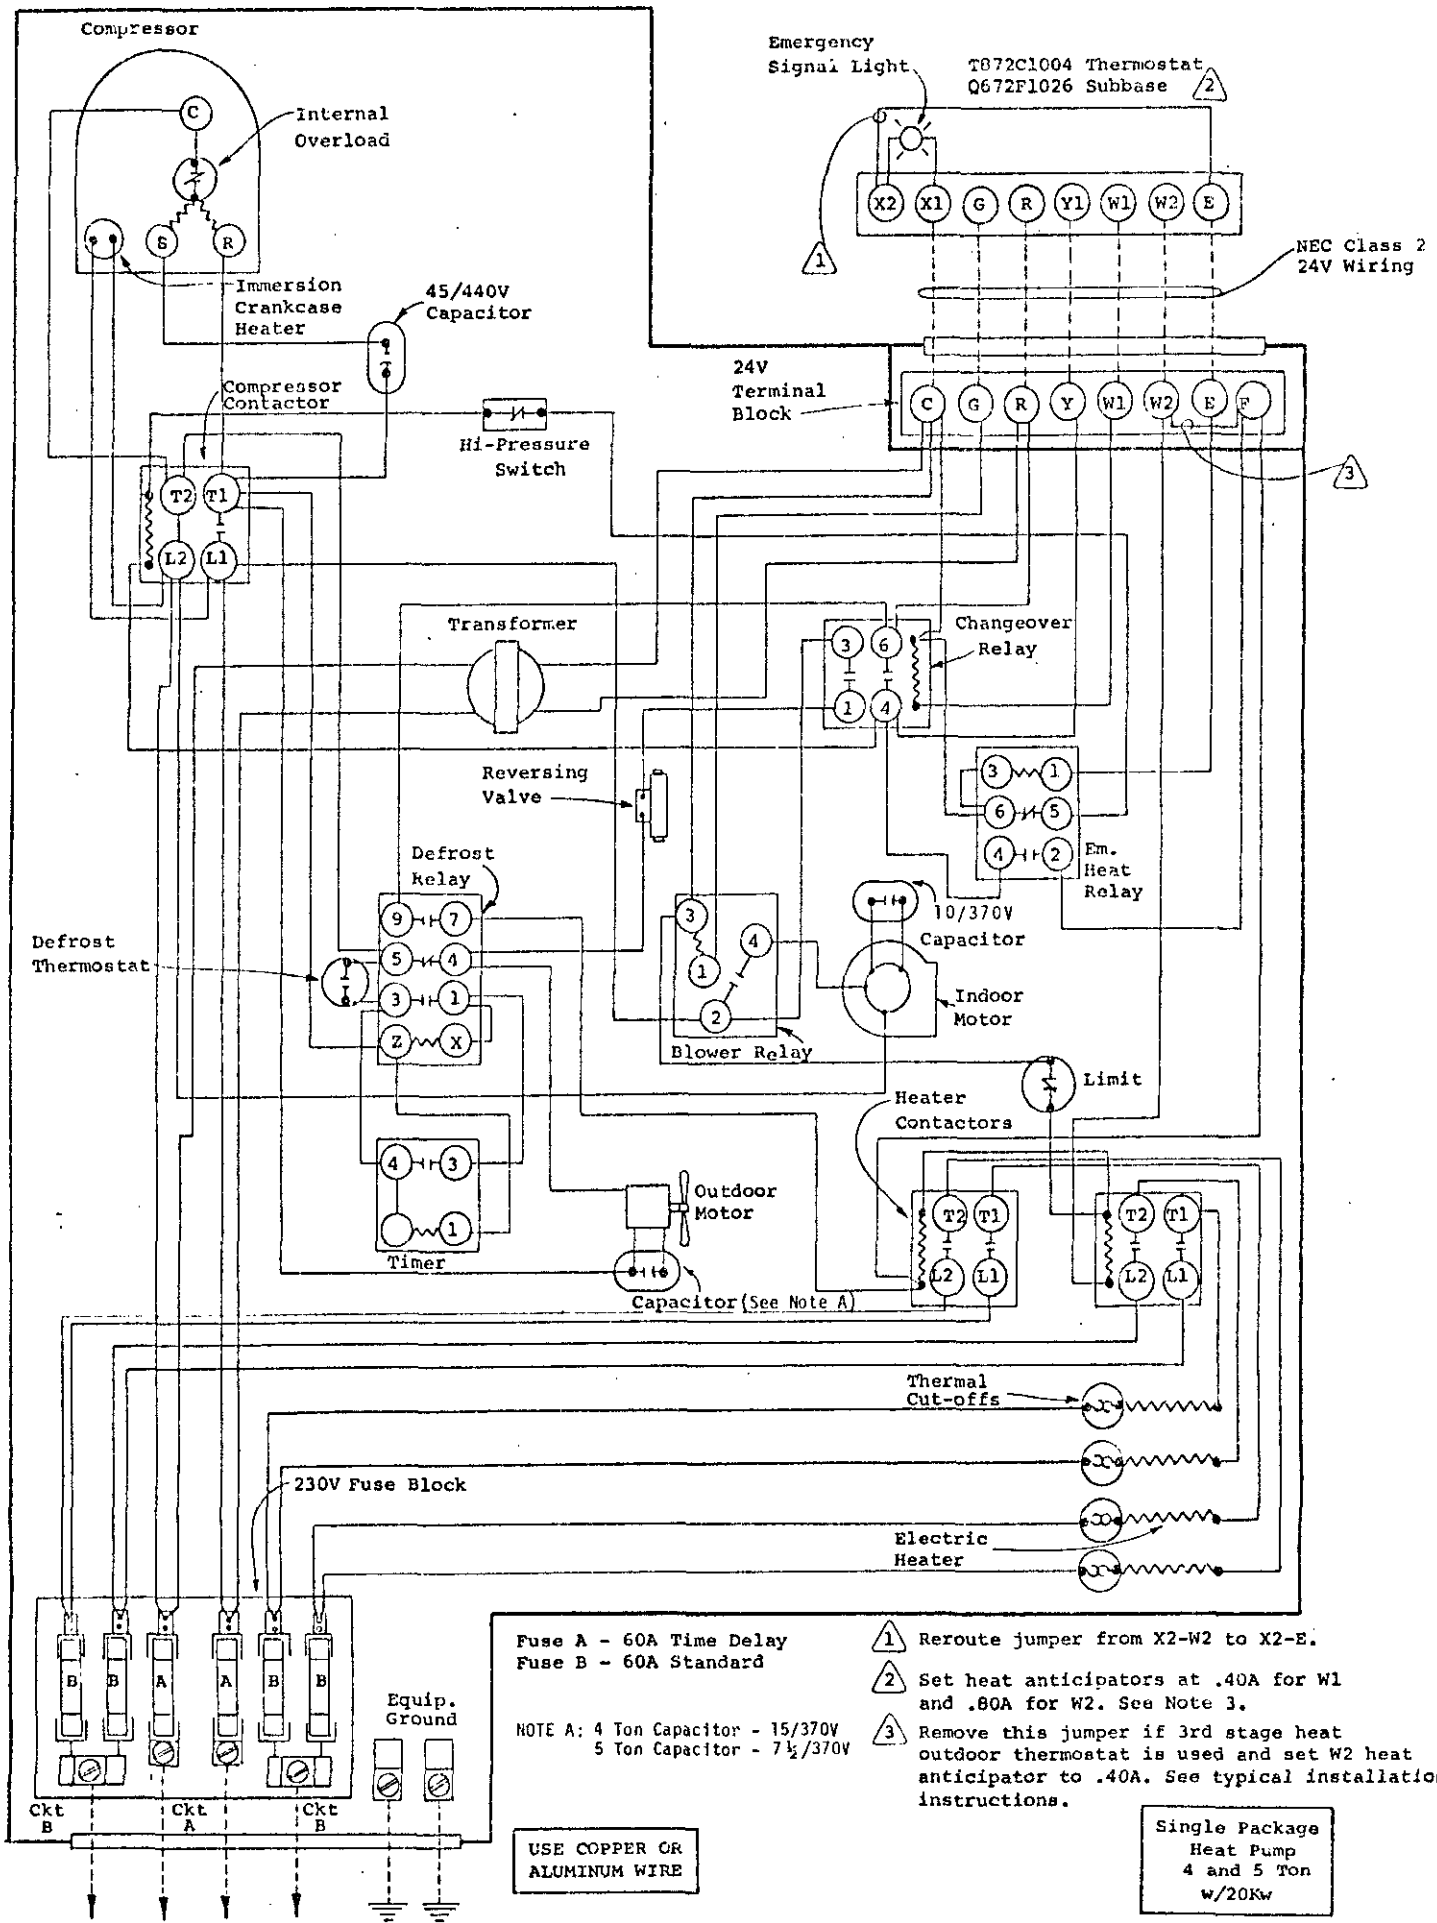 Compressor
C
Internal
Overload
S
R
Immersion
Crankcase
Heater
45/440V
Capacitor
Compressor
Contactor
Hi-Pressure
Switch
T2
T1
L2
L1
Emergency
Signal Light
T872C1004 Thermostat
Q672F1026 Subbase
2
X2
X1
G
R
Y1
W1
W2
E
1
NEC Class 2
24V Wiring
24V
Terminal
Block
C
G
R
Y
W1
W2
E
F
3
Transformer
3
6
1
4
Changeover
Relay
Reversing
Valve
3
1
6
5
4
2
Em.
Heat
Relay
Defrost
Relay
9
7
5
4
3
1
Z
X
Defrost
Thermostat
3
4
1
2
Blower Relay
10/370V
Capacitor
Indoor
Motor
Limit
Heater
Contactors
4
3
1
Timer
Outdoor
Motor
Capacitor (See Note A)
T2
T1
L2
L1
T2
T1
L2
L1
Thermal
Cut-offs
Electric
Heater
230V Fuse Block
B
B
A
A
B
B
Ckt
B
Ckt
A
Ckt
B
Equip.
Ground
Fuse A - 60A Time Delay
Fuse B - 60A Standard
NOTE A: 4 Ton Capacitor - 15/370V
5 Ton Capacitor - 7½/370V
1 Reroute jumper from X2-W2 to X2-E.
2 Set heat anticipators at .40A for W1
and .80A for W2. See Note 3.
3 Remove this jumper if 3rd stage heat
outdoor thermostat is used and set W2 heat
anticipator to .40A. See typical installatio
instructions.
USE COPPER OR
ALUMINUM WIRE
Single Package
Heat Pump
4 and 5 Ton
w/20Kw